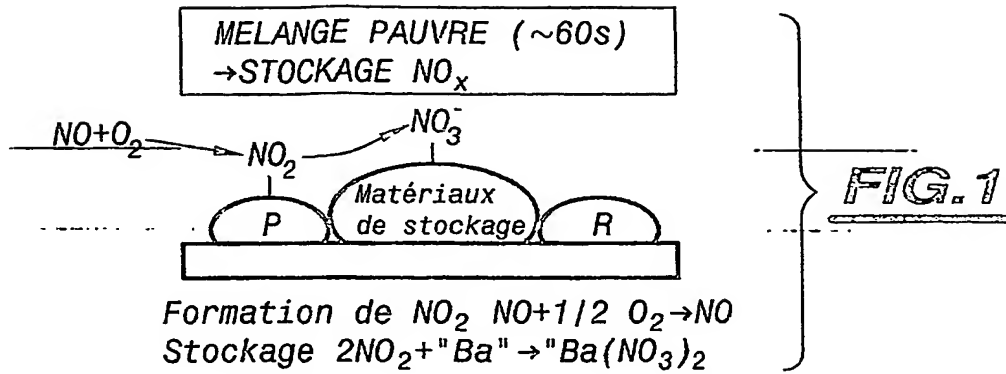 MELANGE PAUVRE (~60s)
→STOCKAGE NOₓ
NO+O₂
NO₂
NO₃⁻
P
Matériaux
de stockage
R
FIG.1
Formation de NO₂ NO+1/2 O₂→NO
Stockage 2NO₂+"Ba"→"Ba(NO₃)₂